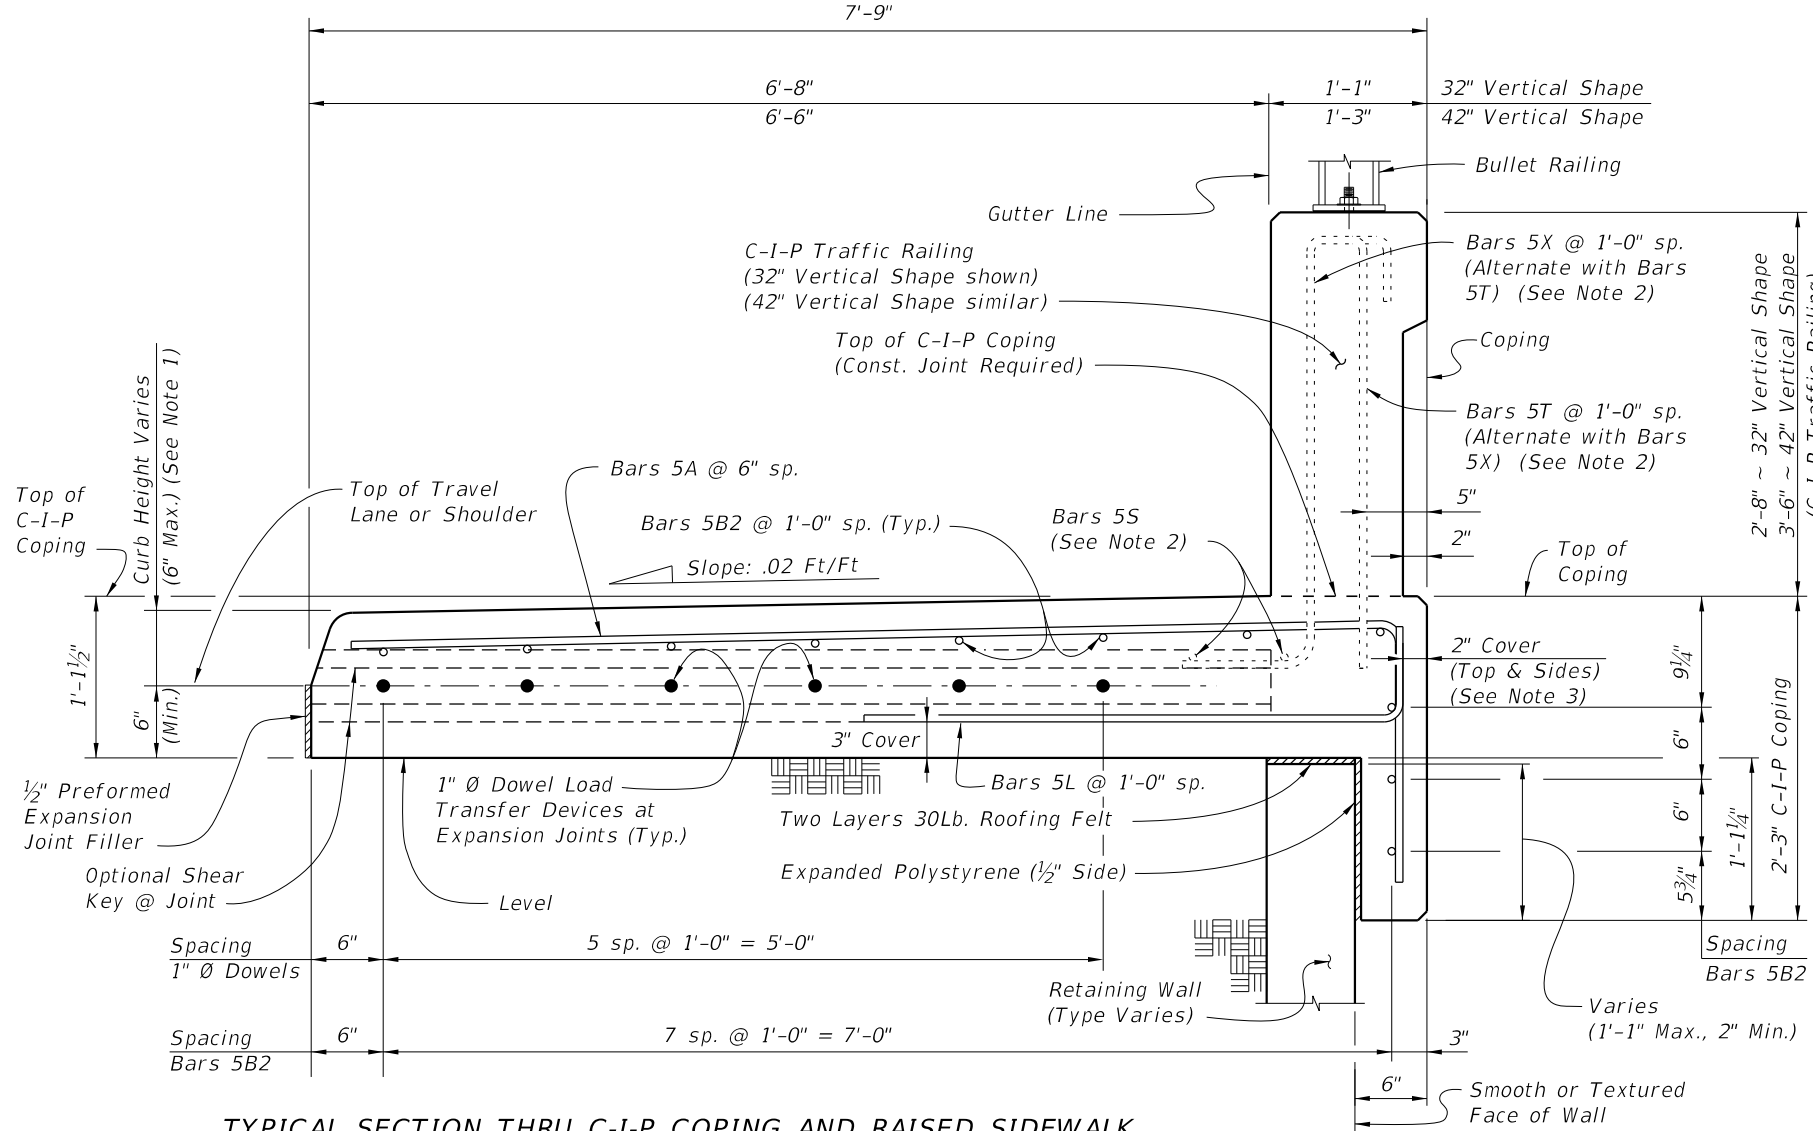 7'-9"
6'-8"
1'-1"
32" Vertical Shape
6'-6"
1'-3"
42" Vertical Shape
Bullet Railing
Gutter Line
C-I-P Traffic Railing
(32" Vertical Shape shown)
(42" Vertical Shape similar)
Bars 5X @ 1'-0" sp.
(Alternate with Bars
5T) (See Note 2)
Top of C-I-P Coping
(Const. Joint Required)
Coping
Bars 5T @ 1'-0" sp.
(Alternate with Bars
5X) (See Note 2)
2'-8" ~ 32" Vertical Shape
3'-6" ~ 42" Vertical Shape
(C-I-P Traffic Railing)
Curb Height Varies
(6" Max.) (See Note 1)
Top of
C-I-P
Coping
Top of Travel
Lane or Shoulder
Bars 5A @ 6" sp.
Bars 5B2 @ 1'-0" sp. (Typ.)
Bars 5S
(See Note 2)
5"
2"
Top of
Coping
Slope: .02 Ft/Ft
1'-1½"
6"
(Min.)
2" Cover
(Top & Sides)
(See Note 3)
9¼"
6"
6"
5¾"
1'-1¼"
2'-3" C-I-P Coping
3" Cover
½" Preformed
Expansion
Joint Filler
1" Ø Dowel Load
Transfer Devices at
Expansion Joints (Typ.)
Bars 5L @ 1'-0" sp.
Two Layers 30Lb. Roofing Felt
Expanded Polystyrene (½" Side)
Optional Shear
Key @ Joint
Level
Spacing
1" Ø Dowels
6"
5 sp. @ 1'-0" = 5'-0"
Spacing
Bars 5B2
Retaining Wall
(Type Varies)
Varies
(1'-1" Max., 2" Min.)
Spacing
Bars 5B2
6"
7 sp. @ 1'-0" = 7'-0"
3"
6"
Smooth or Textured
Face of Wall
TYPICAL SECTION THRU C-I-P COPING AND RAISED SIDEWALK